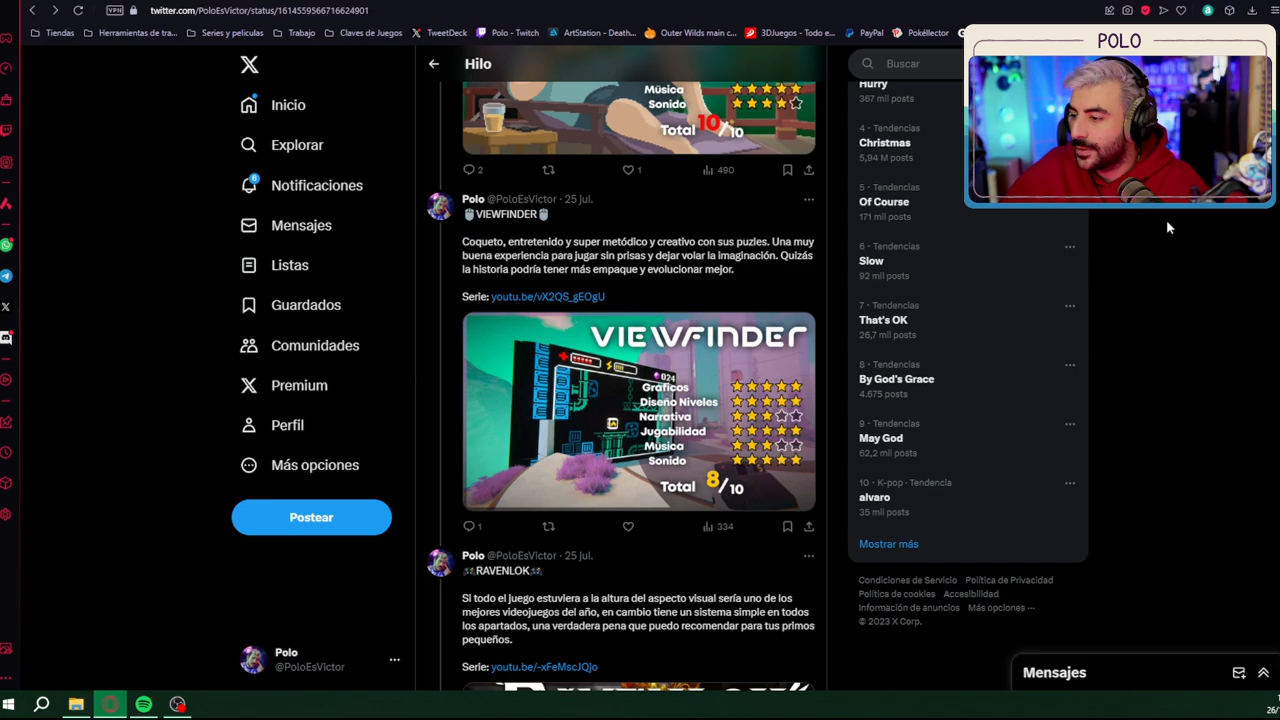 twitter.com/PoloEsVictor/status/1614559566716624901
VPN
Tiendas
Herramientas de tra...
Series y peliculas
Trabajo
Claves de Juegos
TweetDeck
Polo - Twitch
ArtStation - Death...
Outer Wilds main c...
3DJuegos - Todo e...
PayPal
Pokéllector
POLO
Hilo
Buscar
Inicio
Explorar
6
Notificaciones
Mensajes
Listas
Guardados
Comunidades
Premium
Perfil
Más opciones
Postear
Polo
@PoloEsVictor
Música
Sonido
Total 10/10
2
1
490
Polo @PoloEsVictor · 25 jul.
VIEWFINDER
Coqueto, entretenido y super metódico y creativo con sus puzles. Una muy
buena experiencia para jugar sin prisas y dejar volar la imaginación. Quizás
la historia podría tener más empaque y evolucionar mejor.
Serie: youtu.be/vX2QS_gEOgU
VIEWFINDER
024
Gráficos
Diseño Niveles
Narrativa
Jugabilidad
Música
Sonido
Total 8/10
1
334
Polo @PoloEsVictor · 25 jul.
RAVENLOK
Si todo el juego estuviera a la altura del aspecto visual sería uno de los
mejores videojuegos del año, en cambio tiene un sistema simple en todos
los apartados, una verdadera pena que puedo recomendar para tus primos
pequeños.
Serie: youtu.be/-xFeMscJQjo
Hurry
367 mil posts
4 · Tendencias
Christmas
5,94 M posts
5 · Tendencias
Of Course
171 mil posts
6 · Tendencias
Slow
92 mil posts
7 · Tendencias
That's OK
26,7 mil posts
8 · Tendencias
By God's Grace
4.675 posts
9 · Tendencias
May God
62,2 mil posts
10 · K-pop · Tendencia
alvaro
35 mil posts
Mostrar más
Condiciones de Servicio Política de Privacidad
Política de cookies Accesibilidad
Información de anuncios Más opciones ···
© 2023 X Corp.
Mensajes